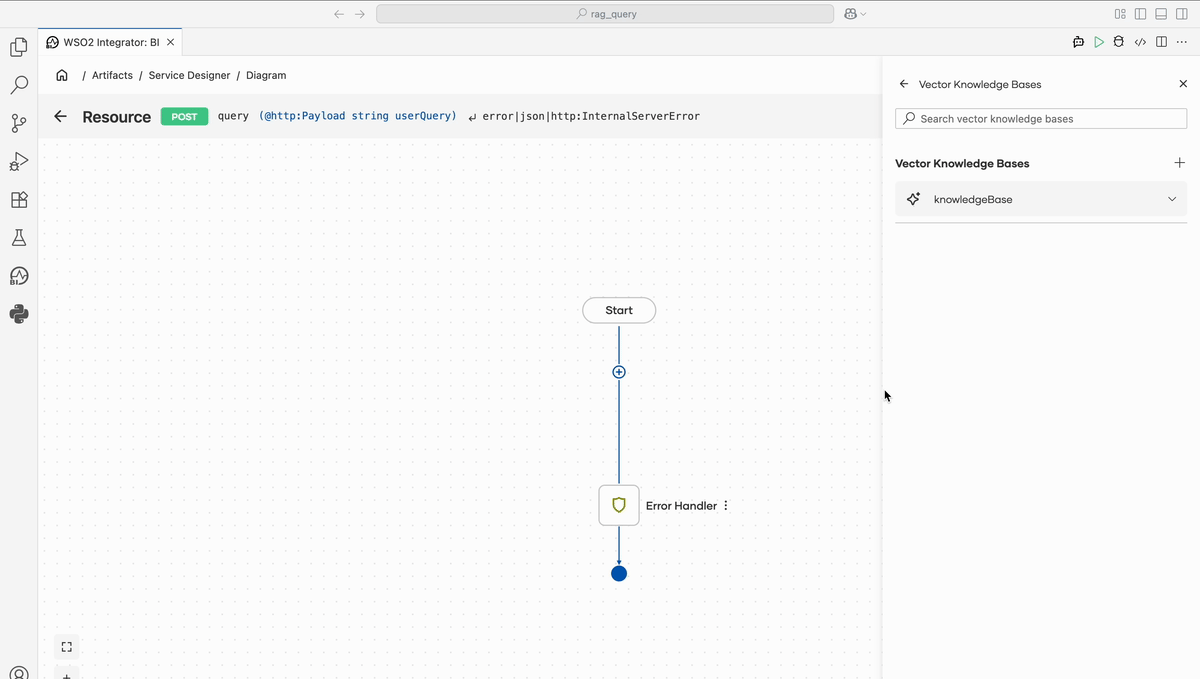 rag_query
WSO2 Integrator: BI
/ Artifacts / Service Designer / Diagram
Resource POST query (@http:Payload string userQuery) error|json|http:InternalServerError
Start
Error Handler
Vector Knowledge Bases
Search vector knowledge bases
Vector Knowledge Bases
knowledgeBase
BI